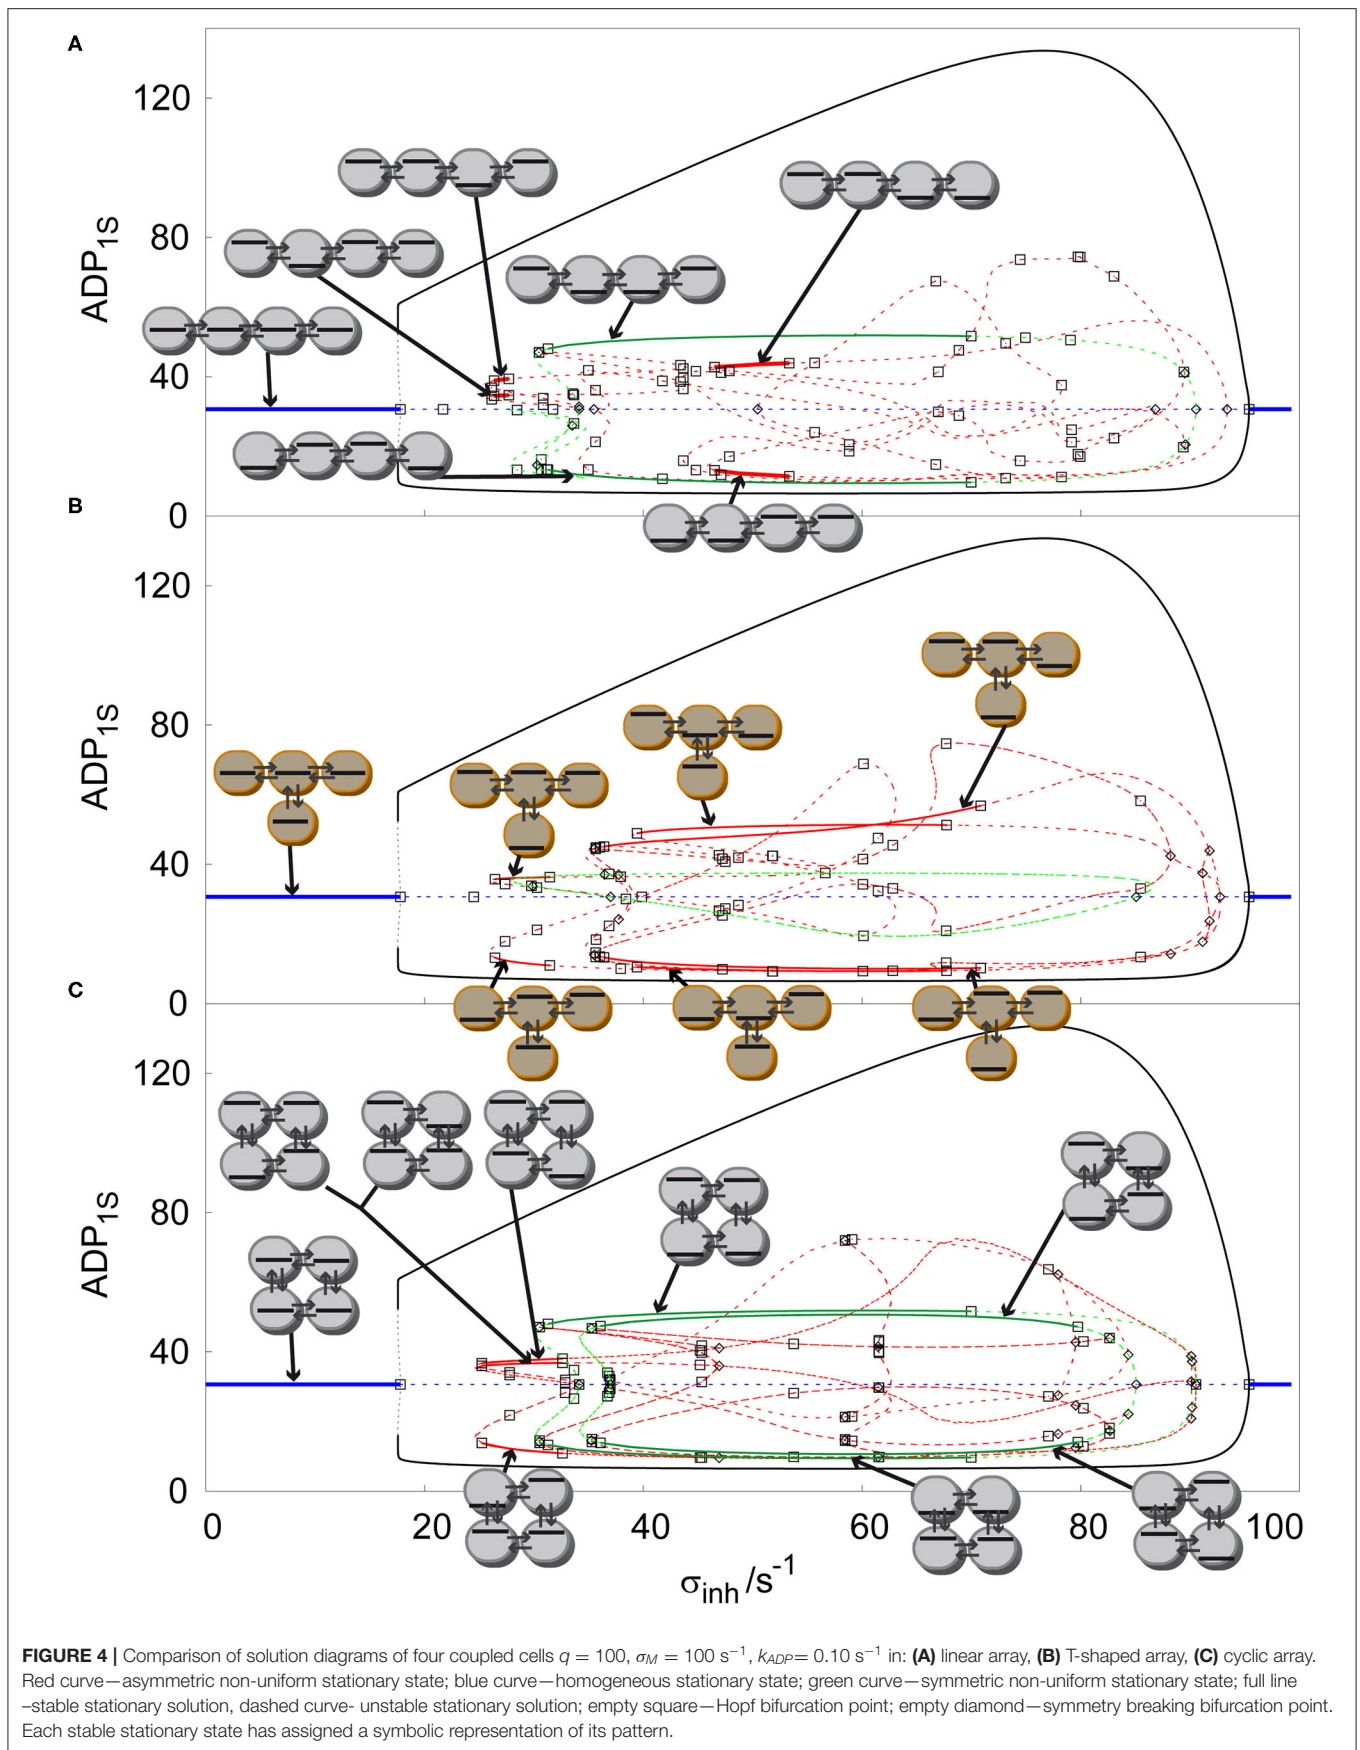 A
120
80
40
0
ADP1S
B
120
80
40
0
ADP1S
C
120
80
40
0
ADP1S
0 20 40 60 80 100
σinh /s-1
FIGURE 4 | Comparison of solution diagrams of four coupled cells q = 100, σM = 100 s−1, kADP= 0.10 s−1 in: (A) linear array, (B) T-shaped array, (C) cyclic array.
Red curve—asymmetric non-uniform stationary state; blue curve—homogeneous stationary state; green curve—symmetric non-uniform stationary state; full line
–stable stationary solution, dashed curve- unstable stationary solution; empty square—Hopf bifurcation point; empty diamond—symmetry breaking bifurcation point.
Each stable stationary state has assigned a symbolic representation of its pattern.